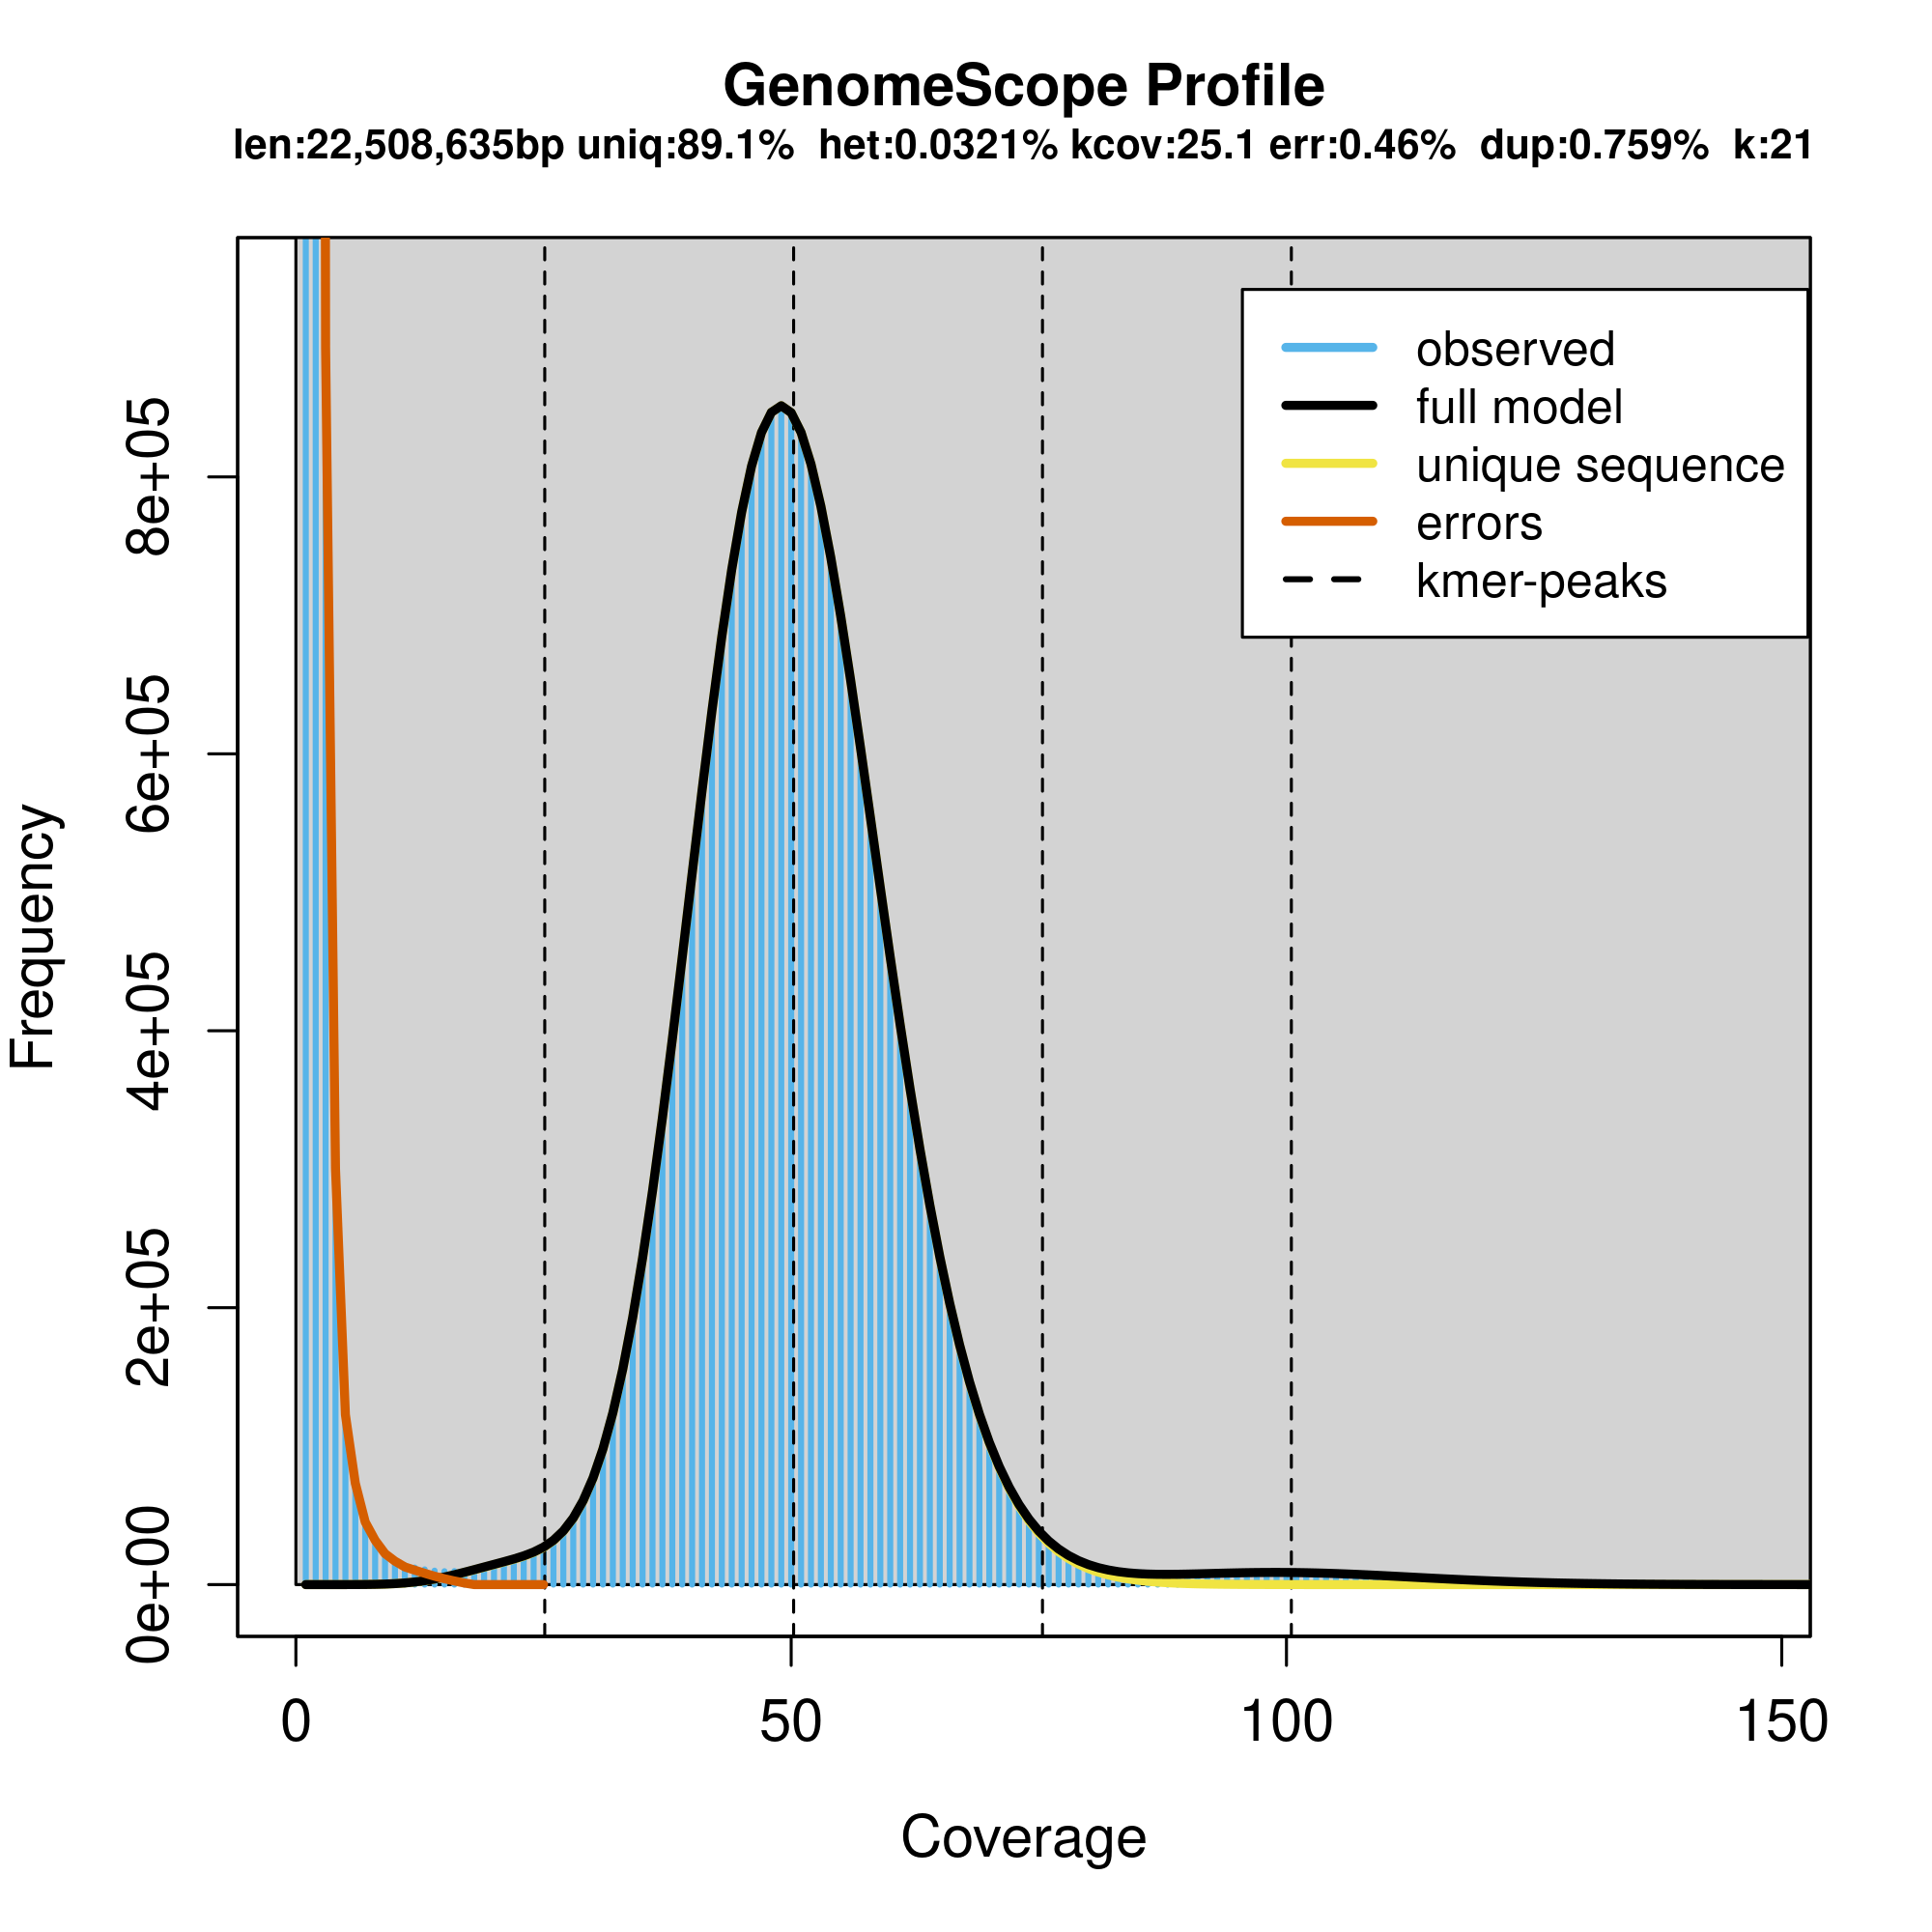 GenomeScope Profile
len:22,508,635bp uniq:89.1% het:0.0321% kcov:25.1 err:0.46% dup:0.759% k:21
observed
full model
unique sequence
errors
kmer-peaks
Frequency
8e+05
6e+05
4e+05
2e+05
0e+00
0 50 100 150
Coverage